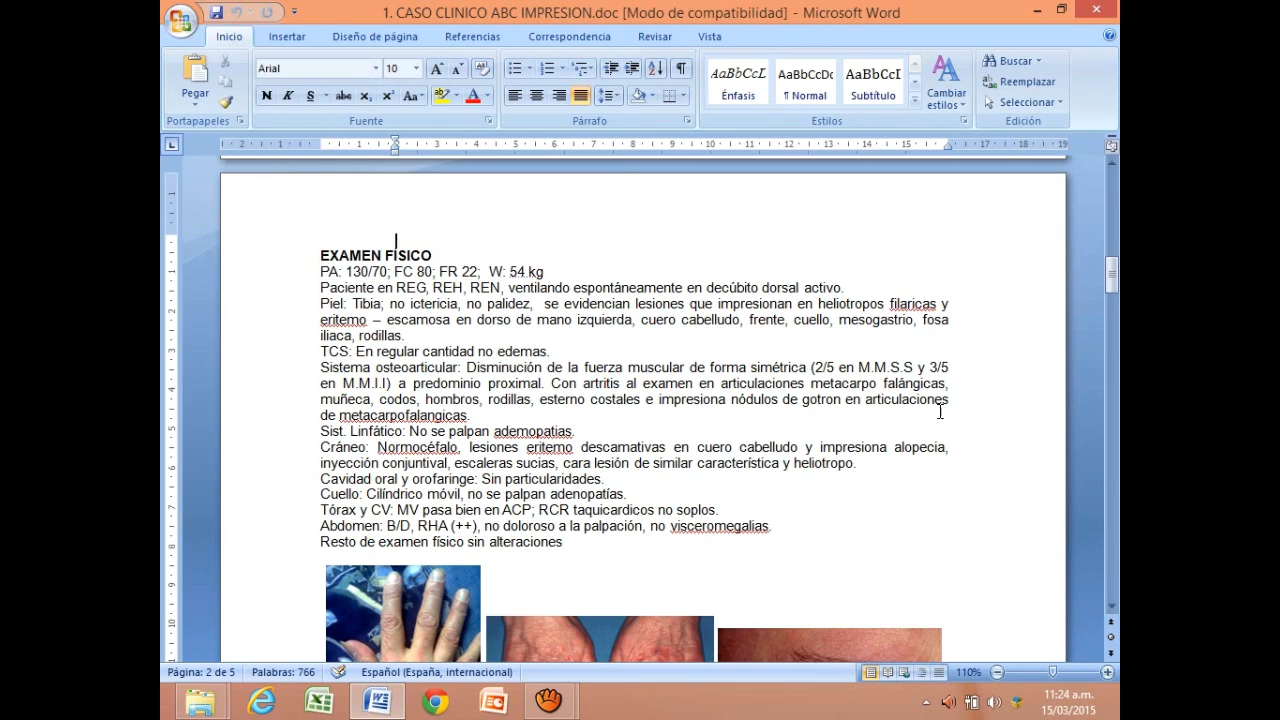 1. CASO CLINICO ABC IMPRESION.doc [Modo de compatibilidad] - Microsoft Word
Inicio Insertar Diseño de página Referencias Correspondencia Revisar Vista
Arial 10
AaBbCcL AaBbCcDc AaBbCcI
Énfasis ¶ Normal Subtítulo
Pegar
Cambiar estilos
Buscar
Reemplazar
Seleccionar
Portapapeles Fuente Párrafo Estilos Edición
EXAMEN FÍSICO
PA: 130/70; FC 80; FR 22; W: 54 kg
Paciente en REG, REH, REN, ventilando espontáneamente en decúbito dorsal activo.
Piel: Tibia; no ictericia, no palidez, se evidencian lesiones que impresionan en heliotropos filaricas y
eritemo – escamosa en dorso de mano izquierda, cuero cabelludo, frente, cuello, mesogastrio, fosa
iliaca, rodillas.
TCS: En regular cantidad no edemas.
Sistema osteoarticular: Disminución de la fuerza muscular de forma simétrica (2/5 en M.M.S.S y 3/5
en M.M.I.I) a predominio proximal. Con artritis al examen en articulaciones metacarpo falángicas,
muñeca, codos, hombros, rodillas, esterno costales e impresiona nódulos de gotron en articulaciones
de metacarpofalangicas.
Sist. Linfático: No se palpan ademopatias.
Cráneo: Normocéfalo, lesiones eritemo descamativas en cuero cabelludo y impresiona alopecia,
inyección conjuntival, escaleras sucias, cara lesión de similar característica y heliotropo.
Cavidad oral y orofaringe: Sin particularidades.
Cuello: Cilíndrico móvil, no se palpan adenopatías.
Tórax y CV: MV pasa bien en ACP; RCR taquicardicos no soplos.
Abdomen: B/D, RHA (++), no doloroso a la palpación, no visceromegalias.
Resto de examen físico sin alteraciones
Página: 2 de 5 Palabras: 766 Español (España, internacional) 110%
11:24 a.m.
15/03/2015